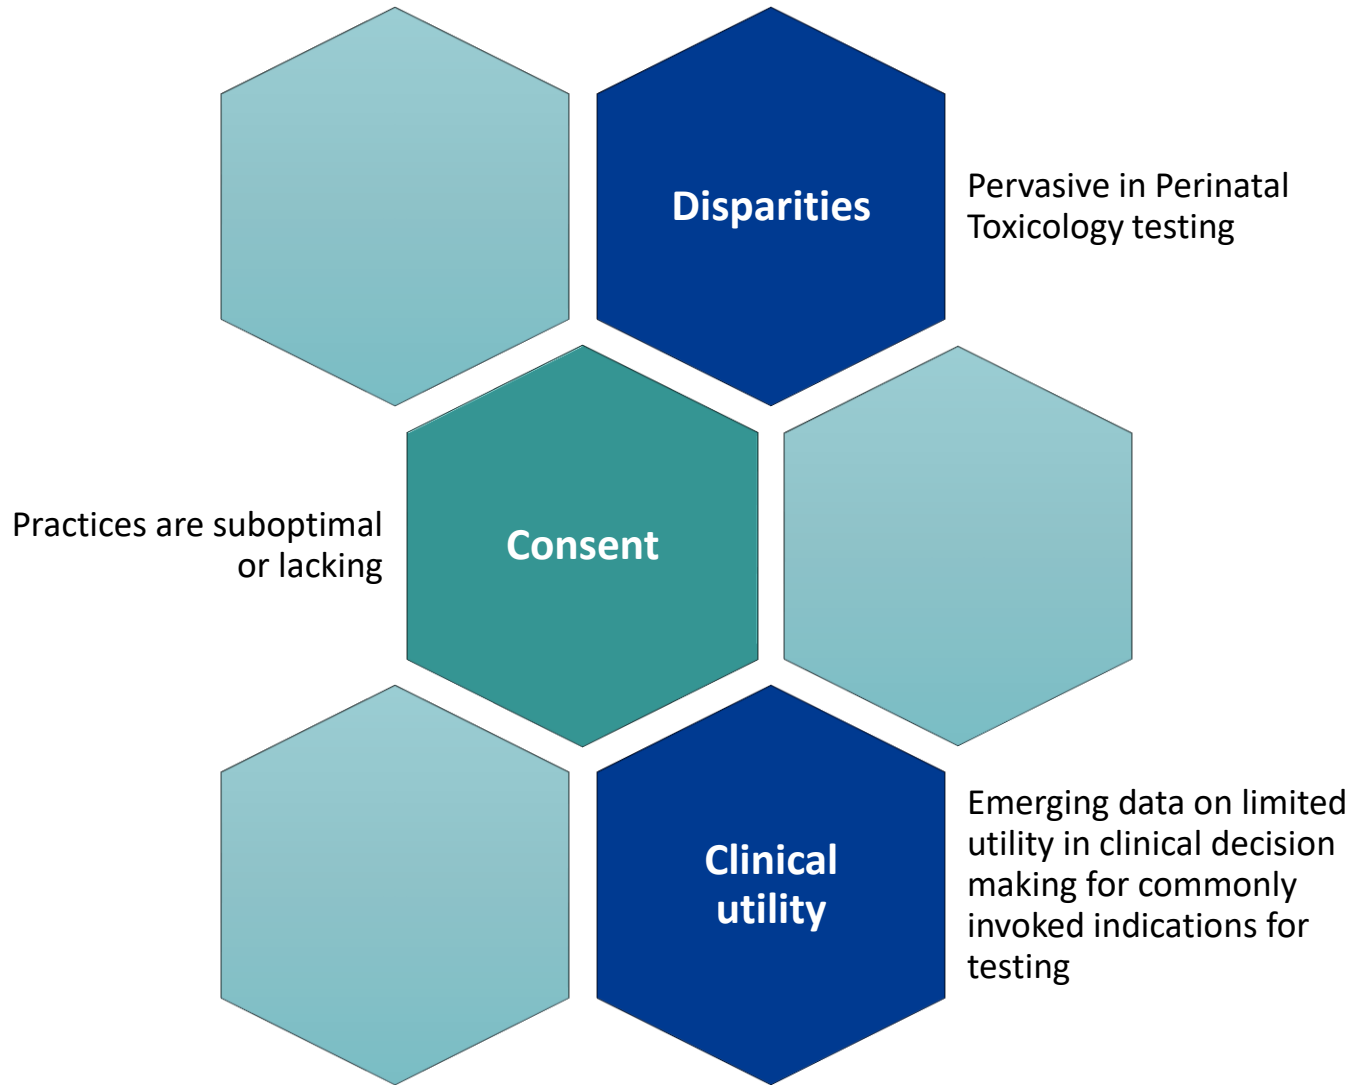 Disparities
Pervasive in Perinatal
Toxicology testing
Practices are suboptimal
or lacking
Consent
Clinical
utility
Emerging data on limited
utility in clinical decision
making for commonly
invoked indications for
testing